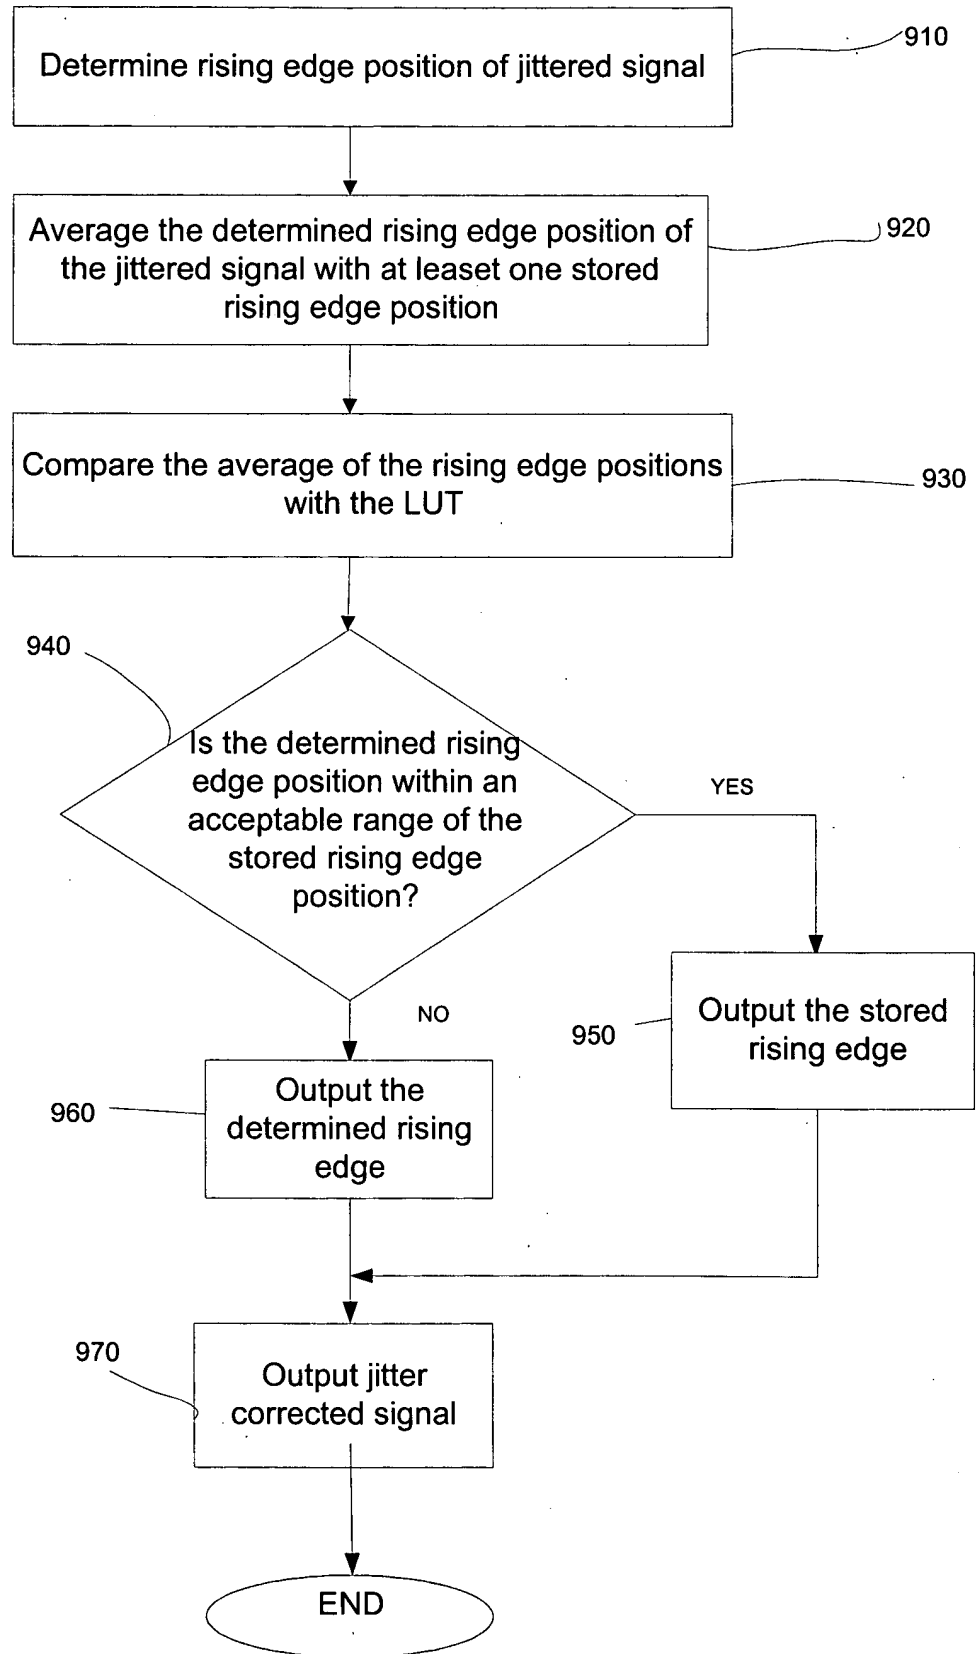 Determine rising edge position of jittered signal
910
Average the determined rising edge position of
the jittered signal with at leaset one stored
rising edge position
920
Compare the average of the rising edge positions
with the LUT
930
940
Is the determined rising
edge position within an
acceptable range of the
stored rising edge
position?
YES
NO
950
Output the stored
rising edge
960
Output the
determined rising
edge
970
Output jitter
corrected signal
END